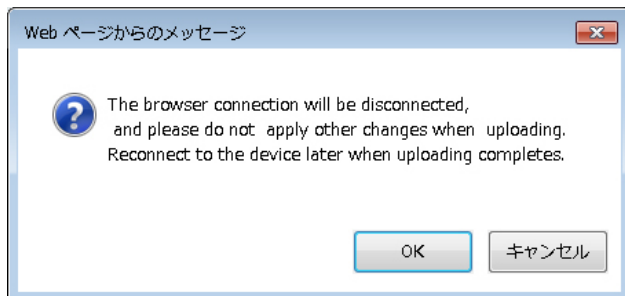 Web ページからのメッセージ
The browser connection will be disconnected,
and please do not  apply other changes when  uploading.
Reconnect to the device later when uploading completes.
OK
キャンセル